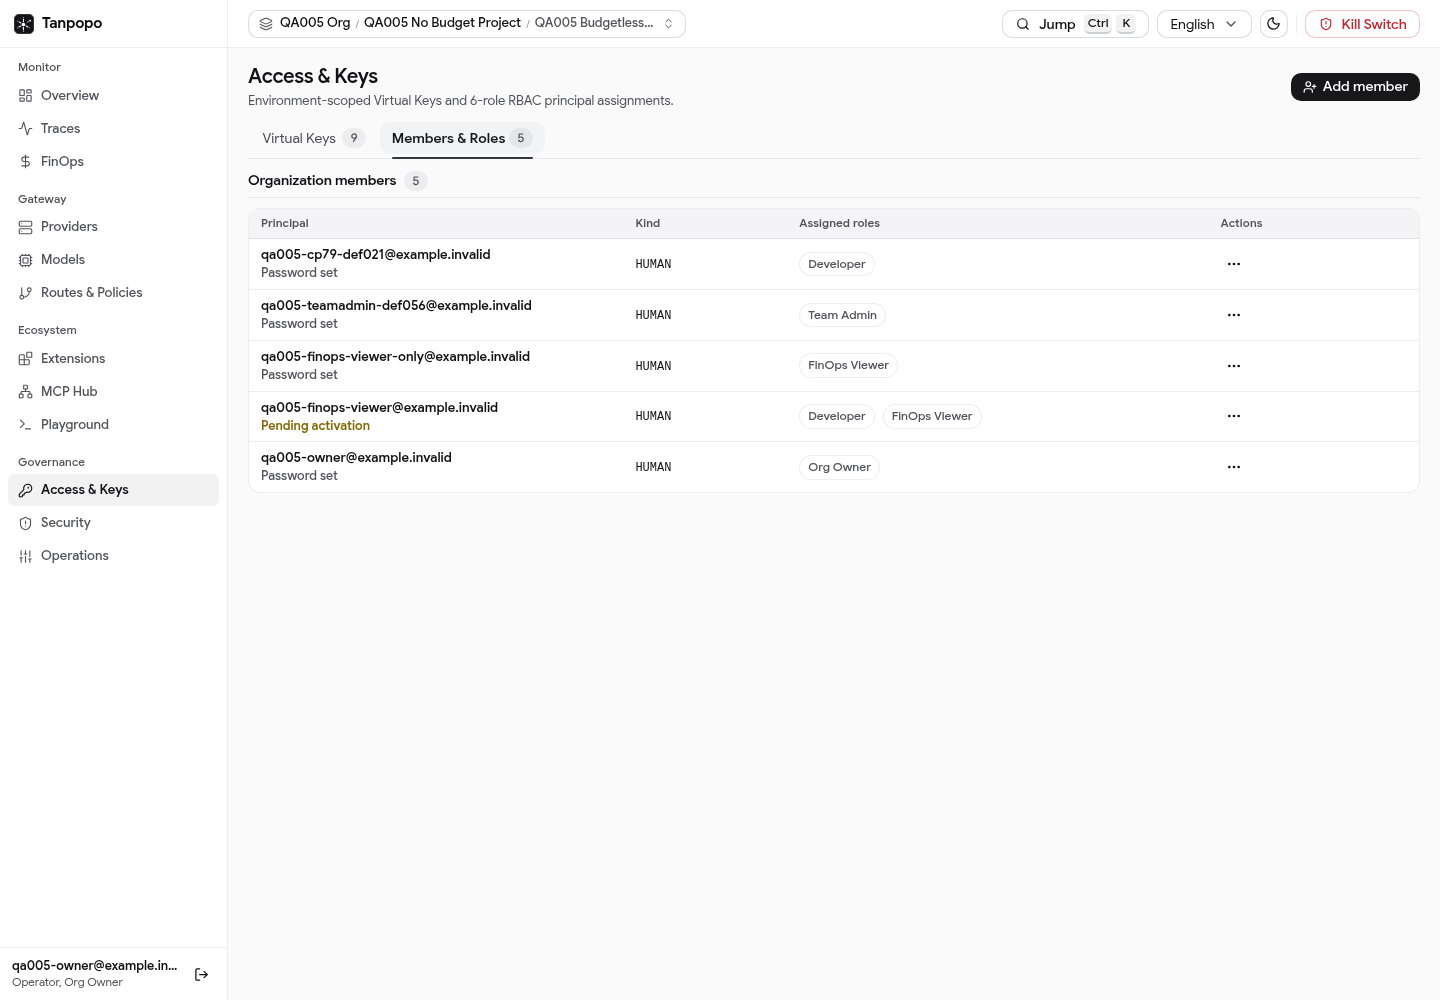 Tanpopo
QA005 Org / QA005 No Budget Project / QA005 Budgetless...
Jump Ctrl K
English
Kill Switch
Monitor
Overview
Traces
FinOps
Gateway
Providers
Models
Routes & Policies
Ecosystem
Extensions
MCP Hub
Playground
Governance
Access & Keys
Security
Operations
qa005-owner@example.in...
Operator, Org Owner
Access & Keys
Environment-scoped Virtual Keys and 6-role RBAC principal assignments.
Add member
Virtual Keys 9
Members & Roles 5
Organization members 5
Principal Kind Assigned roles Actions
qa005-cp79-def021@example.invalid
Password set
HUMAN
Developer
qa005-teamadmin-def056@example.invalid
Password set
HUMAN
Team Admin
qa005-finops-viewer-only@example.invalid
Password set
HUMAN
FinOps Viewer
qa005-finops-viewer@example.invalid
Pending activation
HUMAN
Developer FinOps Viewer
qa005-owner@example.invalid
Password set
HUMAN
Org Owner